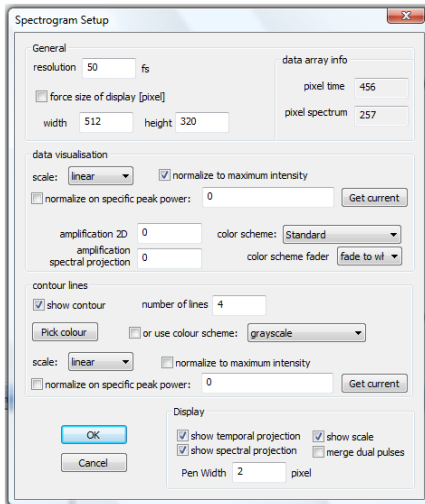 Spectrogram Setup
General
resolution 50 fs
data array info
force size of display [pixel]
pixel time 456
width 512 height 320
pixel spectrum 257
data visualisation
scale: linear normalize to maximum intensity
normalize on specific peak power: 0 Get current
amplification 2D 0 color scheme: Standard
amplification
spectral projection 0 color scheme fader fade to wl
contour lines
show contour number of lines 4
Pick colour or use colour scheme: grayscale
scale: linear normalize to maximum intensity
normalize on specific peak power: 0 Get current
Display
OK
show temporal projection show scale
show spectral projection merge dual pulses
Cancel
Pen Width 2 pixel